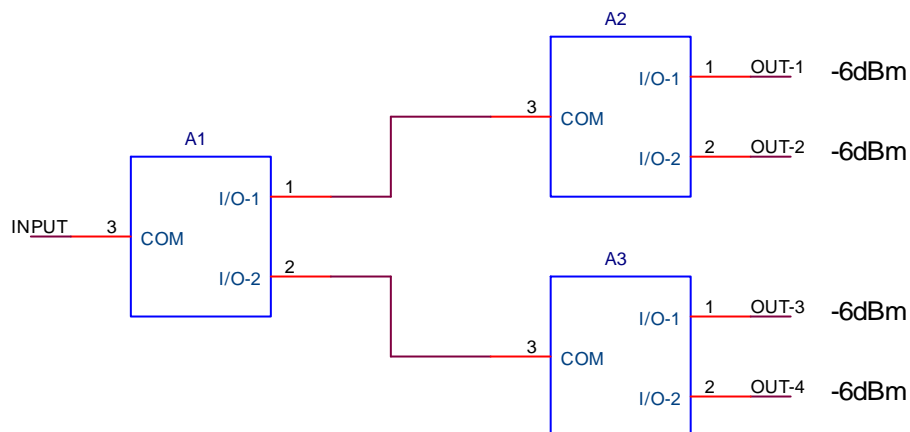 A2
I/O-1 1 OUT-1 -6dBm
3
COM
I/O-2 2 OUT-2 -6dBm
A1
I/O-1 1
INPUT 3 COM
I/O-2 2
A3
I/O-1 1 OUT-3 -6dBm
3
COM
I/O-2 2 OUT-4 -6dBm